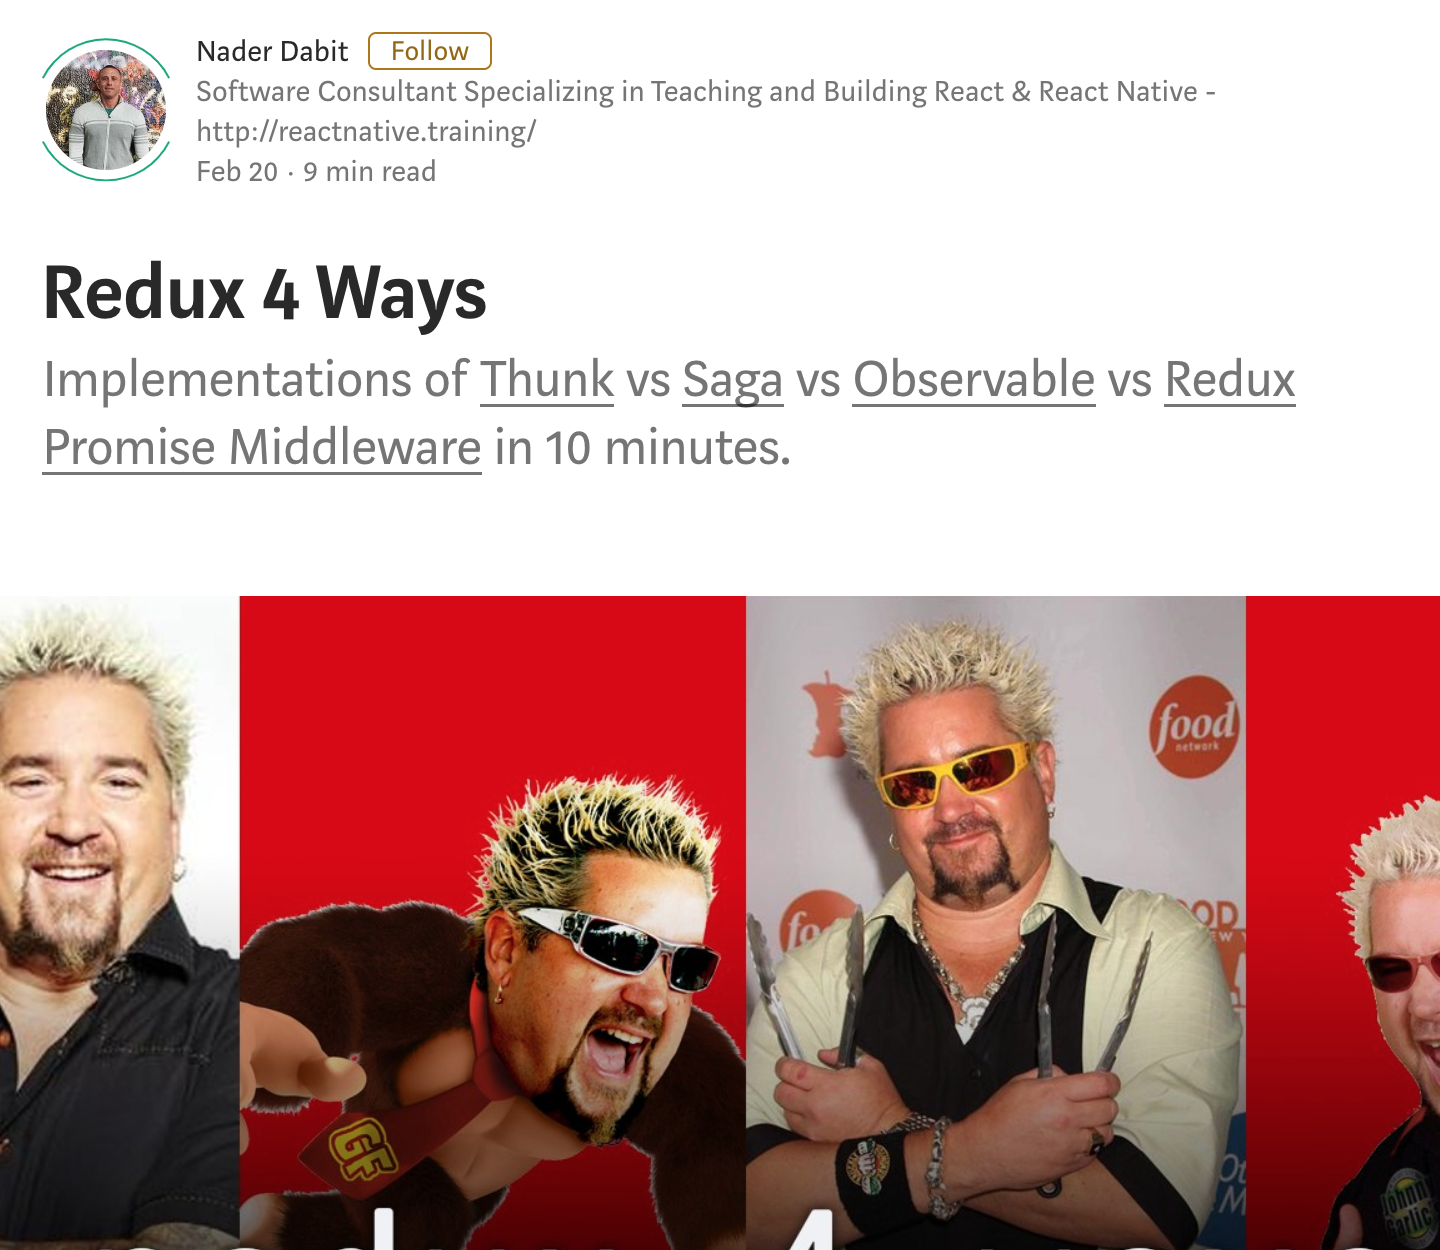 Nader Dabit Follow
Software Consultant Specializing in Teaching and Building React & React Native -
http://reactnative.training/
Feb 20 · 9 min read
Redux 4 Ways
Implementations of Thunk vs Saga vs Observable vs Redux
Promise Middleware in 10 minutes.
food
network
GF
4